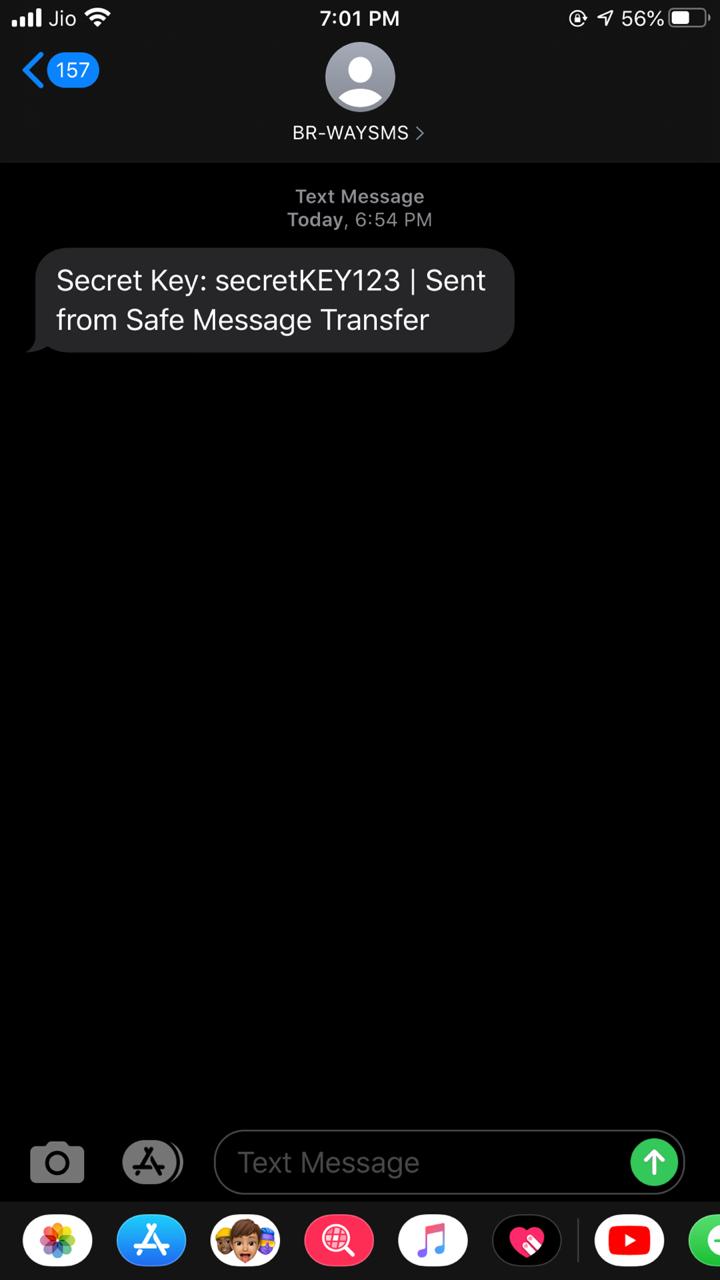 Jio
7:01 PM
56%
157
BR-WAYSMS
Text Message
Today, 6:54 PM
Secret Key: secretKEY123 | Sent
from Safe Message Transfer
Text Message